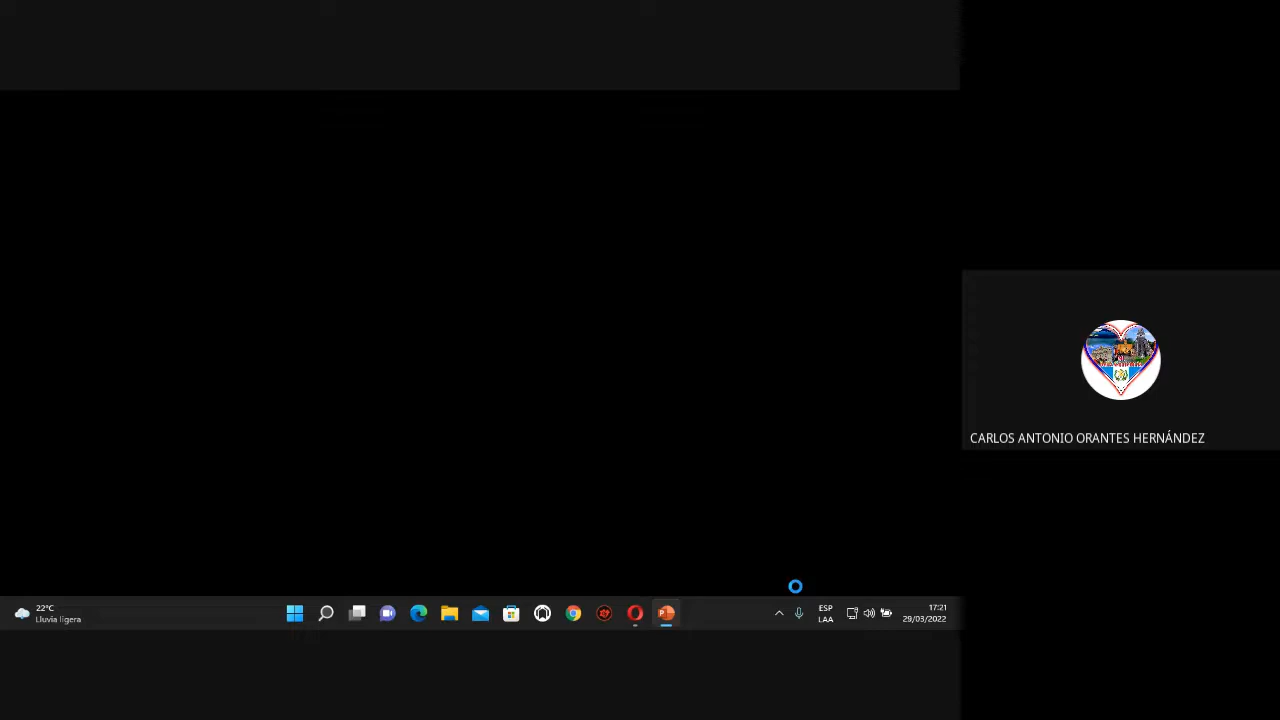 CARLOS ANTONIO ORANTES HERNÁNDEZ
22°C
Lluvia ligera
ESP
LAA
17:21
29/03/2022